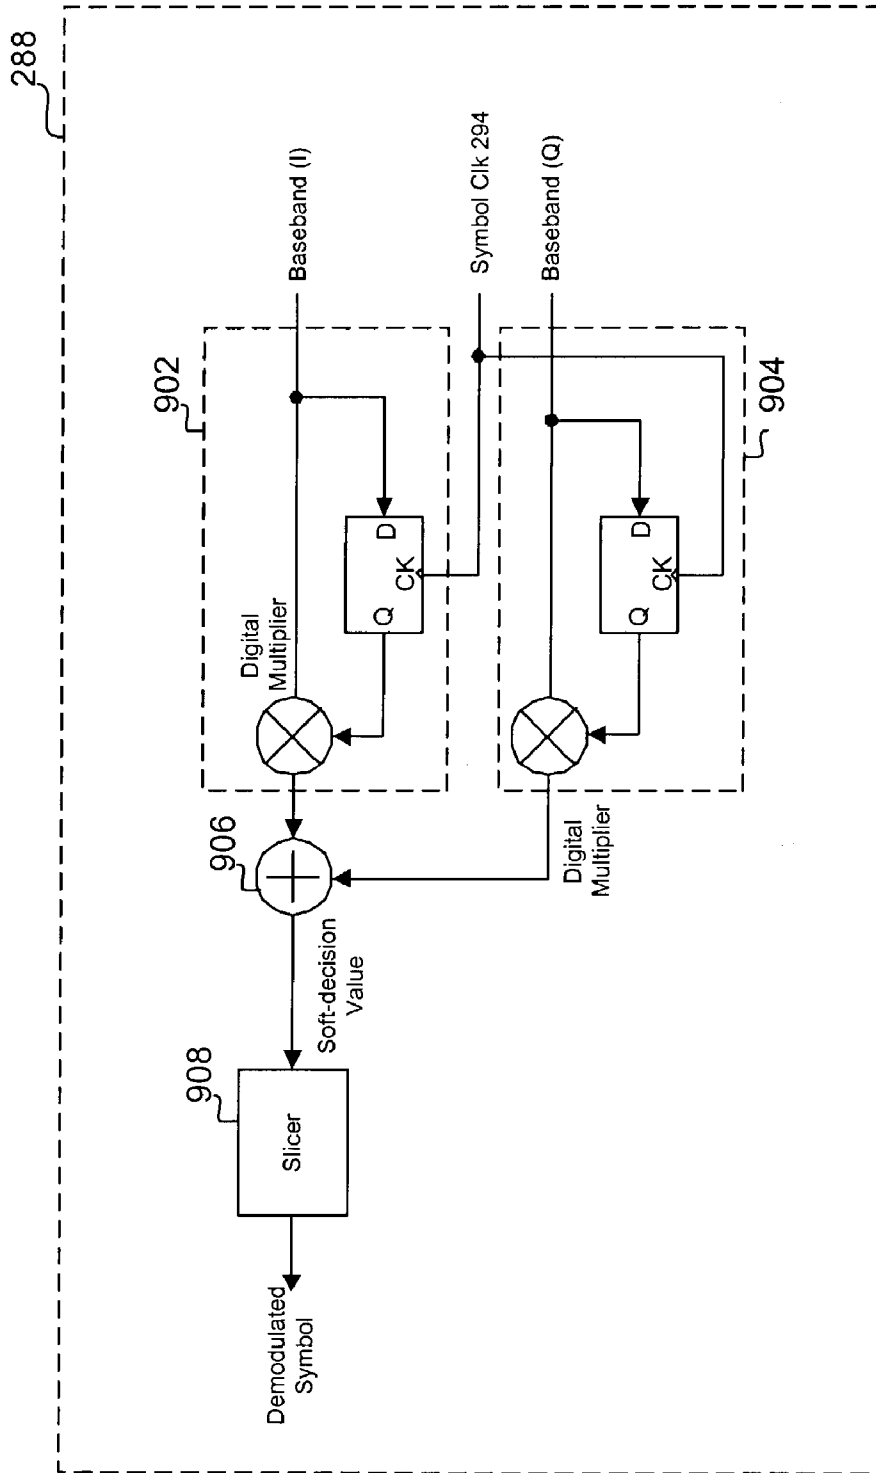 288
902
Baseband (I)
Digital
Multiplier
D
CK
Q
Symbol Clk 294
Baseband (Q)
904
D
CK
Q
Digital
Multiplier
906
Soft-decision
Value
908
Slicer
Demodulated
Symbol